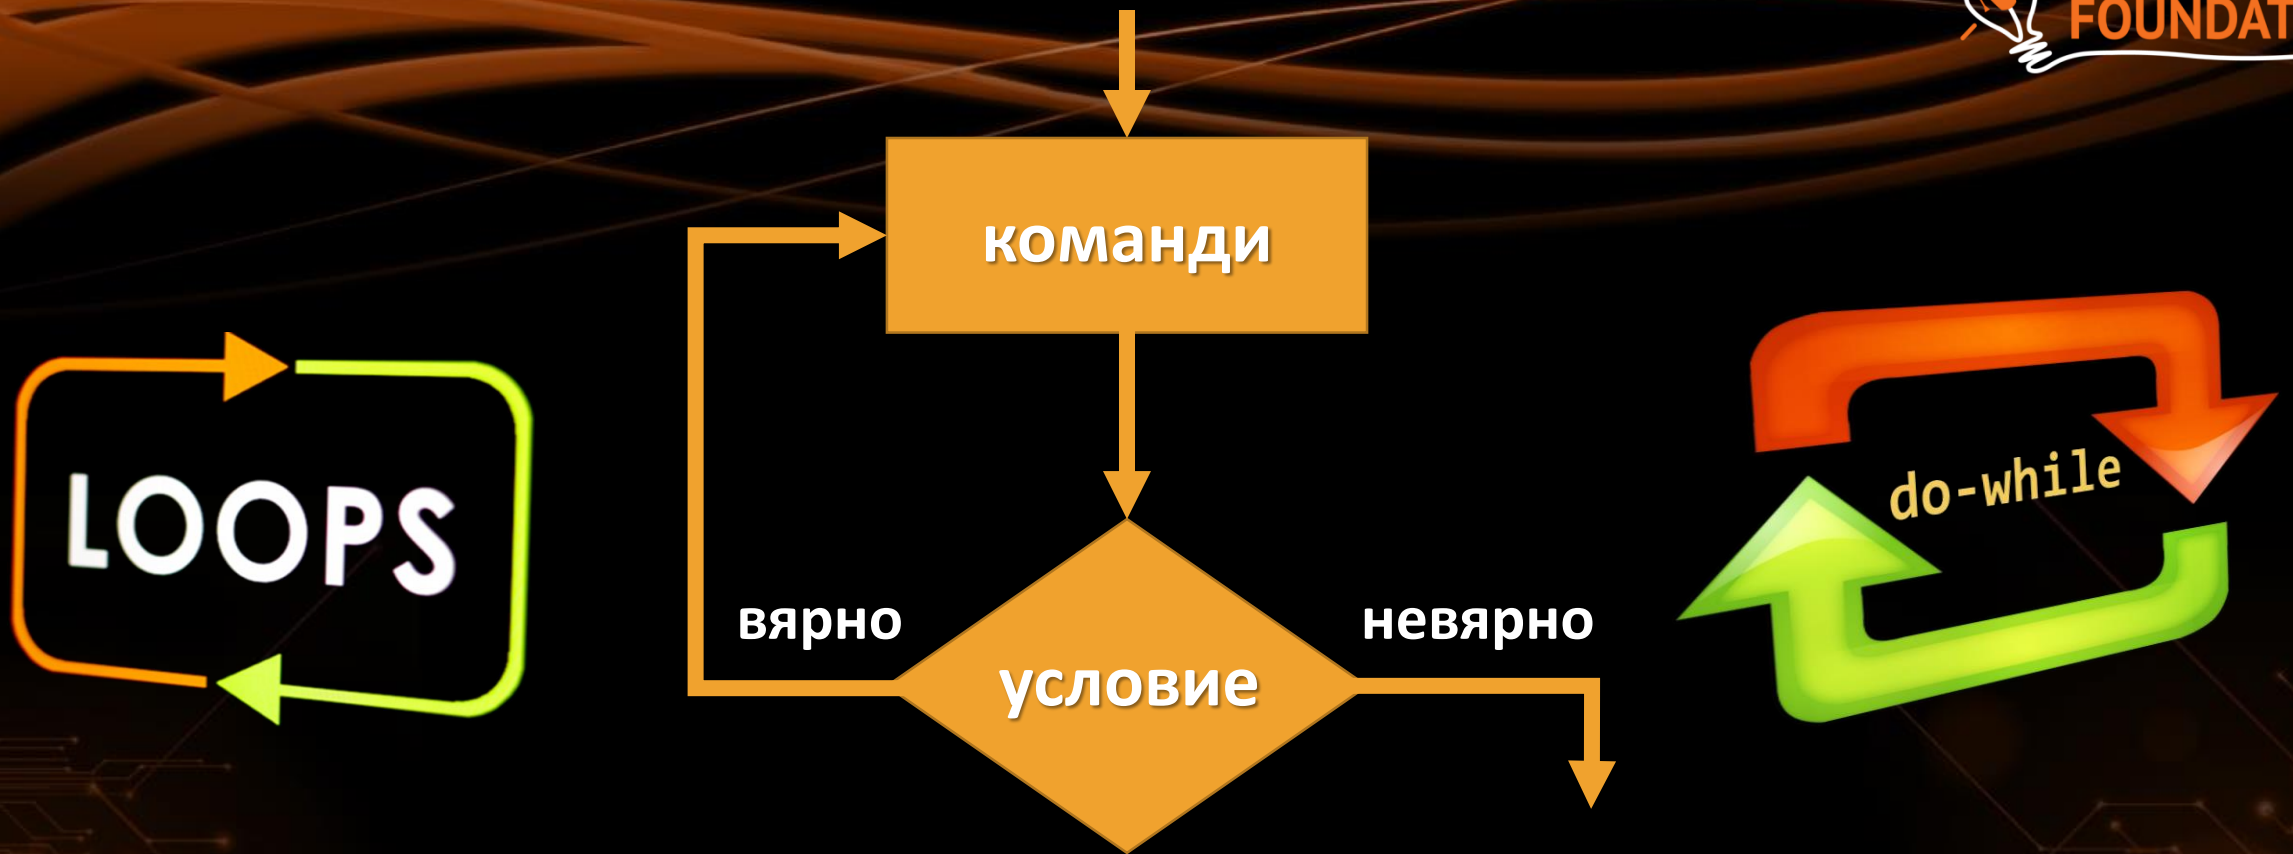 FOUNDAT
команди
LOOPS
do-while
вярно
невярно
условие